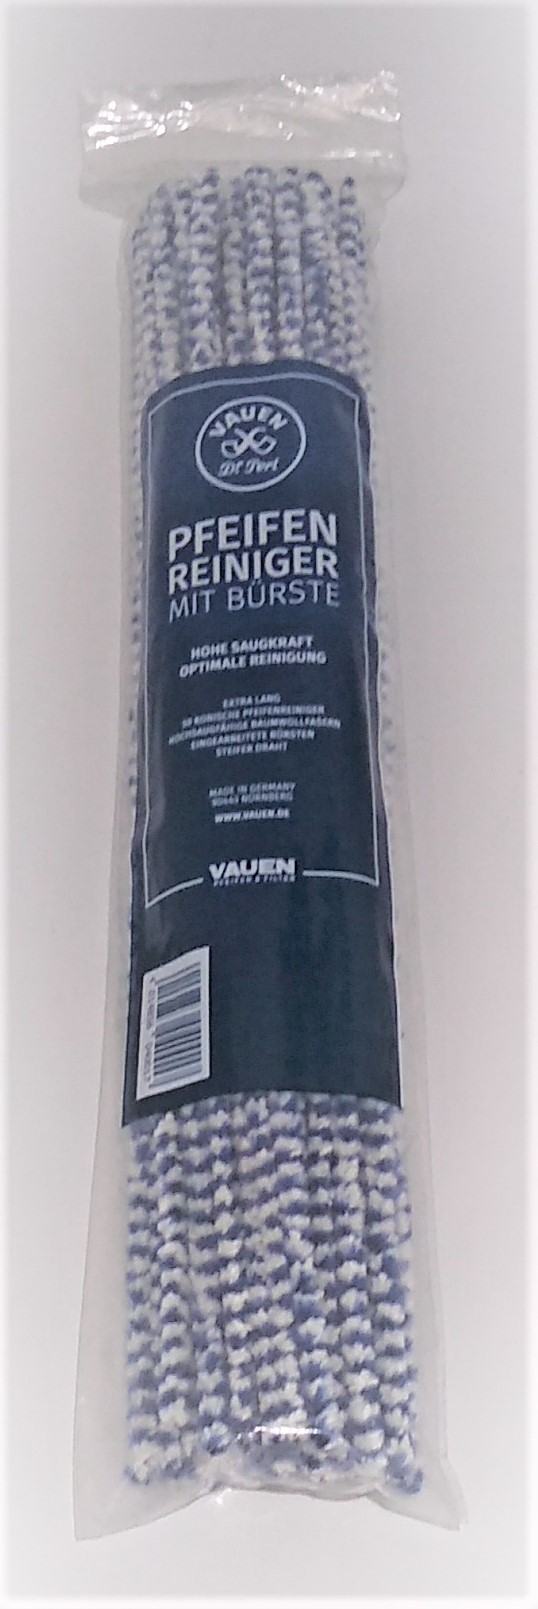 VAUEN
Dr. Perl
PFEIFEN
REINIGER
MIT BÜRSTE
HOHE SAUGKRAFT
OPTIMALE REINIGUNG
EXTRA LANG
50 KONISCHE PFEIFENREINIGER
HOCHSAUGFÄHIGE BAUMWOLLFASERN
EINGEARBEITETE BÜRSTEN
STEIFER DRAHT
MADE IN GERMANY
90443 NÜRNBERG
WWW.VAUEN.DE
VAUEN
PFEIFEN & FILTER